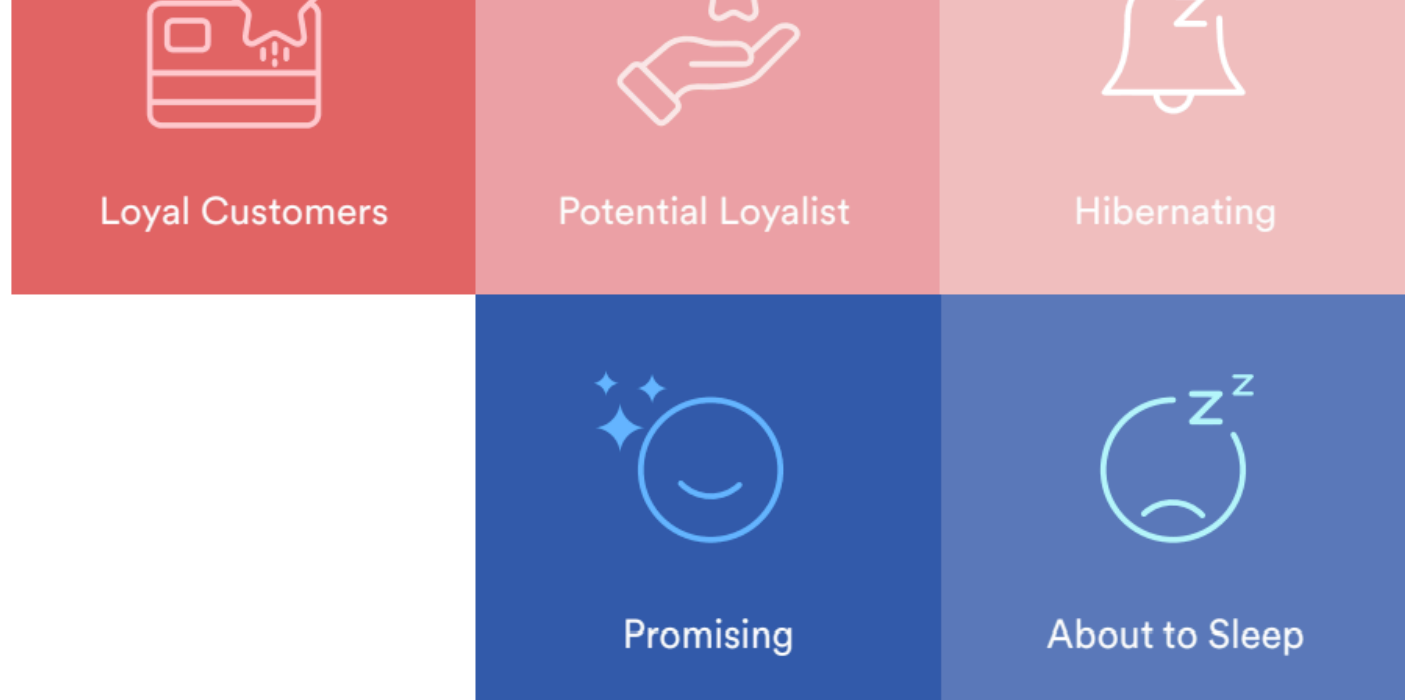 Z
Loyal Customers
Potential Loyalist
Hibernating
z z
Promising
About to Sleep